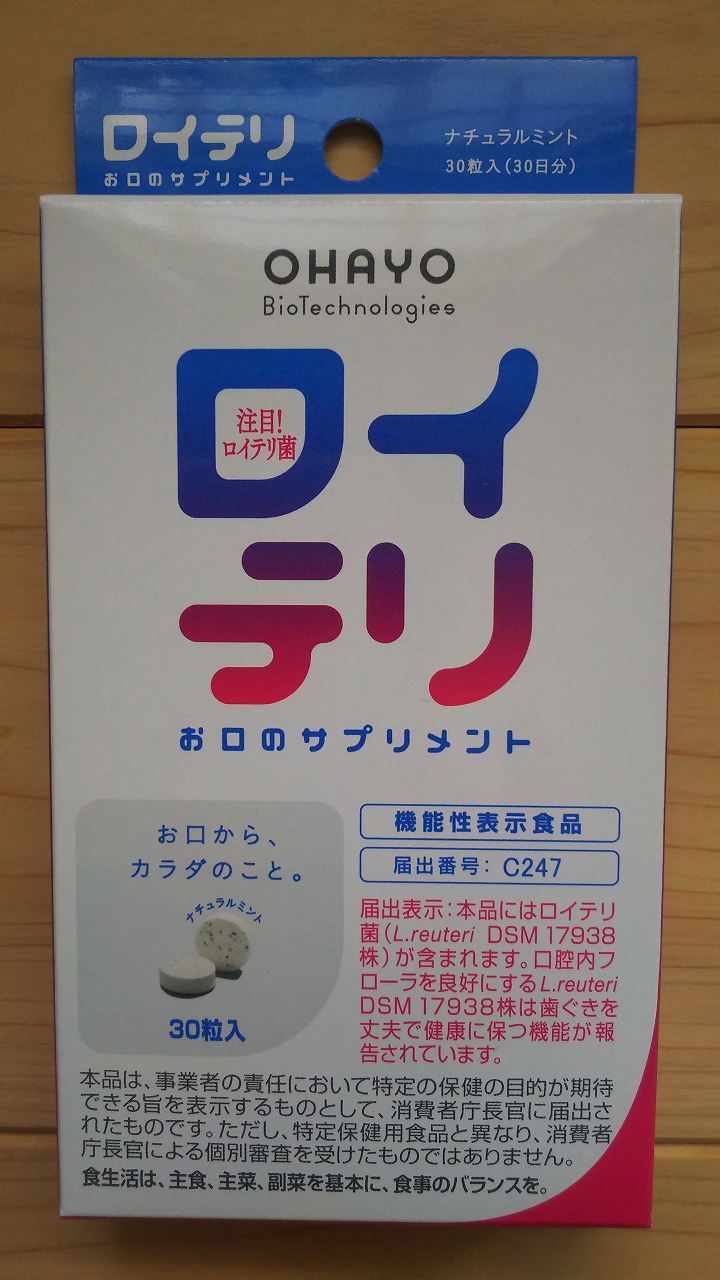 ロイテリ
お口のサプリメント
ナチュラルミント
30粒入(30日分)
OHAYO
BioTechnologies
ロイ
注目!
ロイテリ菌
テリ
お口のサプリメント
お口から、
カラダのこと。
ナチュラルミント
30粒入
機能性表示食品
届出番号: C247
届出表示:本品にはロイテリ
菌(L.reuteri DSM 17938
株)が含まれます。口腔内フ
ローラを良好にするL.reuteri
DSM 17938株は歯ぐきを
丈夫で健康に保つ機能が報
告されています。
本品は、事業者の責任において特定の保健の目的が期待
できる旨を表示するものとして、消費者庁長官に届出さ
れたものです。ただし、特定保健用食品と異なり、消費者
庁長官による個別審査を受けたものではありません。
食生活は、主食、主菜、副菜を基本に、食事のバランスを。